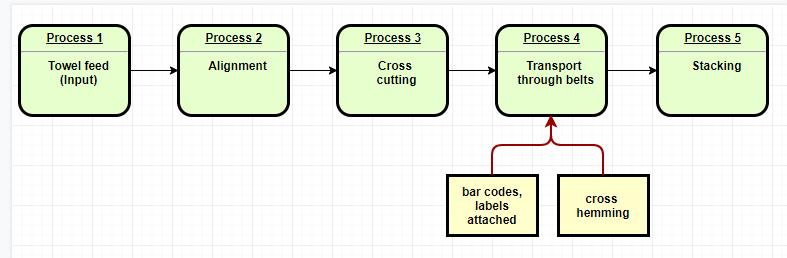 Process 1
Towel feed
(Input)
Process 2
Alignment
Process 3
Cross
cutting
Process 4
Transport
through belts
Process 5
Stacking
bar codes,
labels
attached
cross
hemming